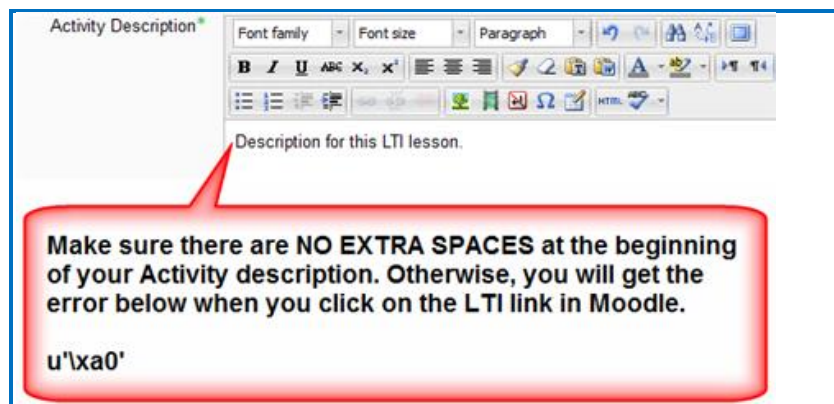 Activity Description*
Font family Font size Paragraph
B I U ABC x₂ x² A ab
HTML ABC
Description for this LTI lesson.
Make sure there are NO EXTRA SPACES at the beginning
of your Activity description. Otherwise, you will get the
error below when you click on the LTI link in Moodle.
u'\xa0'